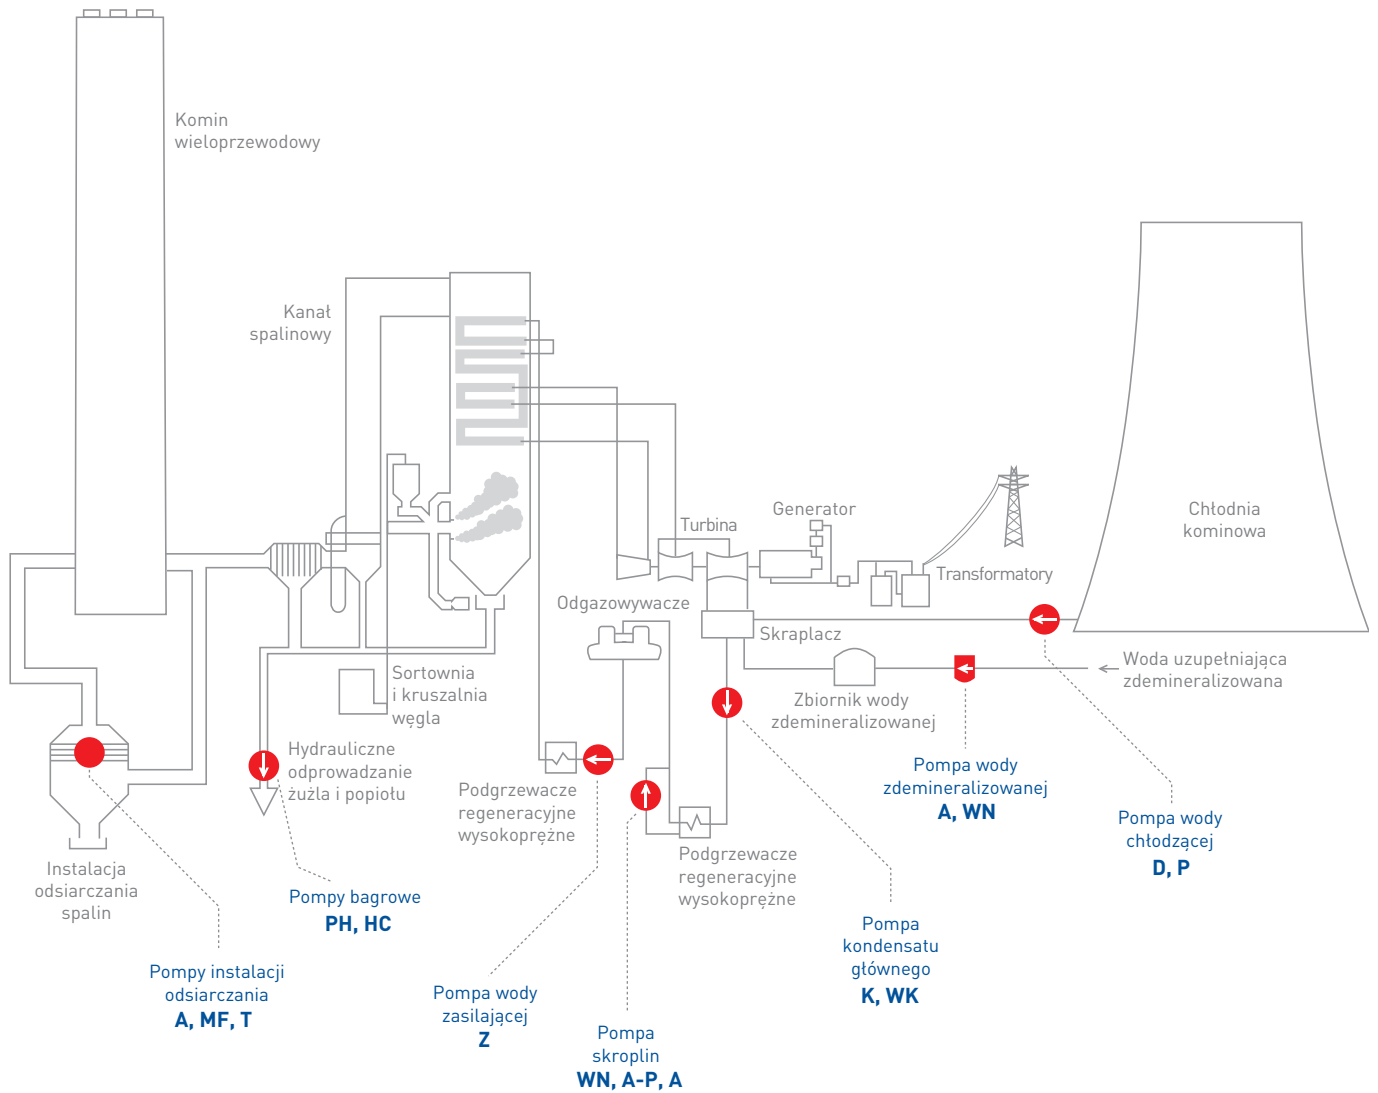 Komin
wieloprzewodowy
Kanał
spalinowy
Turbina
Generator
Transformatory
Chłodnia
kominowa
Odgazowywacze
Skraplacz
Woda uzupełniająca
zdemineralizowana
Zbiornik wody
zdemineralizowanej
Sortownia
i kruszalnia
węgla
Hydrauliczne
odprowadzanie
żużla i popiołu
Podgrzewacze
regeneracyjne
wysokoprężne
Podgrzewacze
regeneracyjne
wysokoprężne
Instalacja
odsiarczania
spalin
Pompa wody
zdemineralizowanej
A, WN
Pompa wody
chłodzącej
D, P
Pompy bagrowe
PH, HC
Pompa
kondensatu
głównego
K, WK
Pompy instalacji
odsiarczania
A, MF, T
Pompa wody
zasilającej
Z
Pompa
skroplin
WN, A-P, A